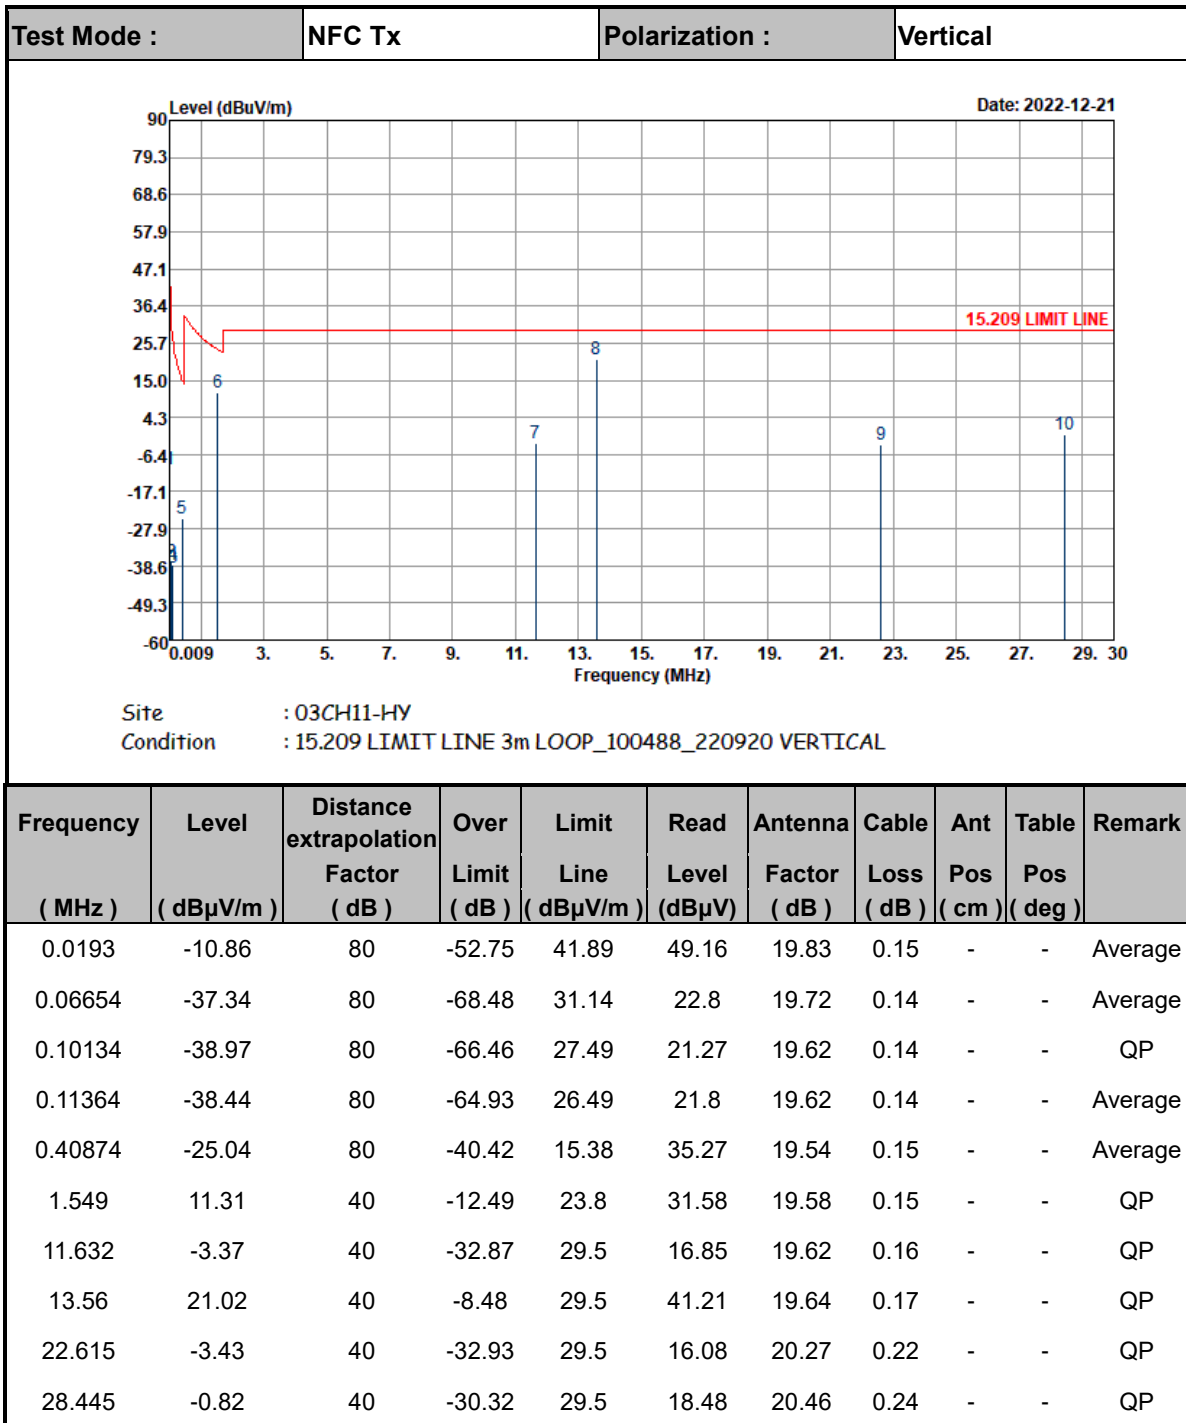 Test Mode : NFC Tx Polarization : Vertical
Level (dBuV/m) Date: 2022-12-21
90
79.3
68.6
57.9
47.1
36.4
15.209 LIMIT LINE
25.7
8
15.0
6
4.3
10
7
9
-6.4
-17.1
5
-27.9
-38.6
-49.3
-60
0.009 3. 5. 7. 9. 11. 13. 15. 17. 19. 21. 23. 25. 27. 29. 30
Frequency (MHz)
Site : 03CH11-HY
Condition : 15.209 LIMIT LINE 3m LOOP_100488_220920 VERTICAL
Frequency Level Distance extrapolation Over Limit Read Antenna Cable Ant Table Remark
Factor Limit Line Level Factor Loss Pos Pos
( MHz ) ( dBµV/m ) ( dB ) ( dB ) ( dBµV/m ) (dBµV) ( dB ) ( dB ) ( cm ) ( deg )
0.0193 -10.86 80 -52.75 41.89 49.16 19.83 0.15 - - Average
0.06654 -37.34 80 -68.48 31.14 22.8 19.72 0.14 - - Average
0.10134 -38.97 80 -66.46 27.49 21.27 19.62 0.14 - - QP
0.11364 -38.44 80 -64.93 26.49 21.8 19.62 0.14 - - Average
0.40874 -25.04 80 -40.42 15.38 35.27 19.54 0.15 - - Average
1.549 11.31 40 -12.49 23.8 31.58 19.58 0.15 - - QP
11.632 -3.37 40 -32.87 29.5 16.85 19.62 0.16 - - QP
13.56 21.02 40 -8.48 29.5 41.21 19.64 0.17 - - QP
22.615 -3.43 40 -32.93 29.5 16.08 20.27 0.22 - - QP
28.445 -0.82 40 -30.32 29.5 18.48 20.46 0.24 - - QP